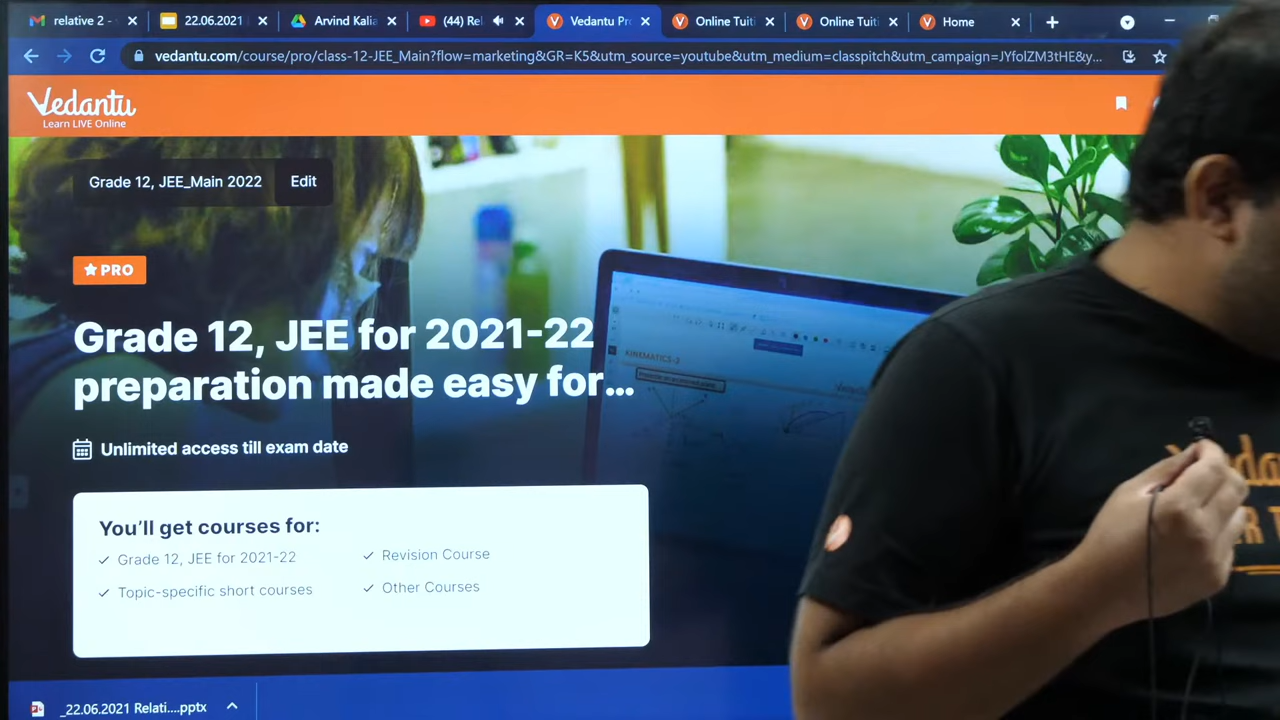 relative 2 -
22.06.2021
Arvind Kalia
(44) Rel
Vedantu Pro
Online Tuiti
Online Tuiti
Home
vedantu.com/course/pro/class-12-JEE_Main?flow=marketing&GR=K5&utm_source=youtube&utm_medium=classpitch&utm_campaign=JYfolZM3tHE&y...
Vedantu
Learn LIVE Online
Grade 12, JEE_Main 2022 Edit
PRO
Grade 12, JEE for 2021-22
preparation made easy for...
KINEMATICS-2
Unlimited access till exam date
You'll get courses for:
Grade 12, JEE for 2021-22
Revision Course
Topic-specific short courses
Other Courses
_22.06.2021 Relati....pptx